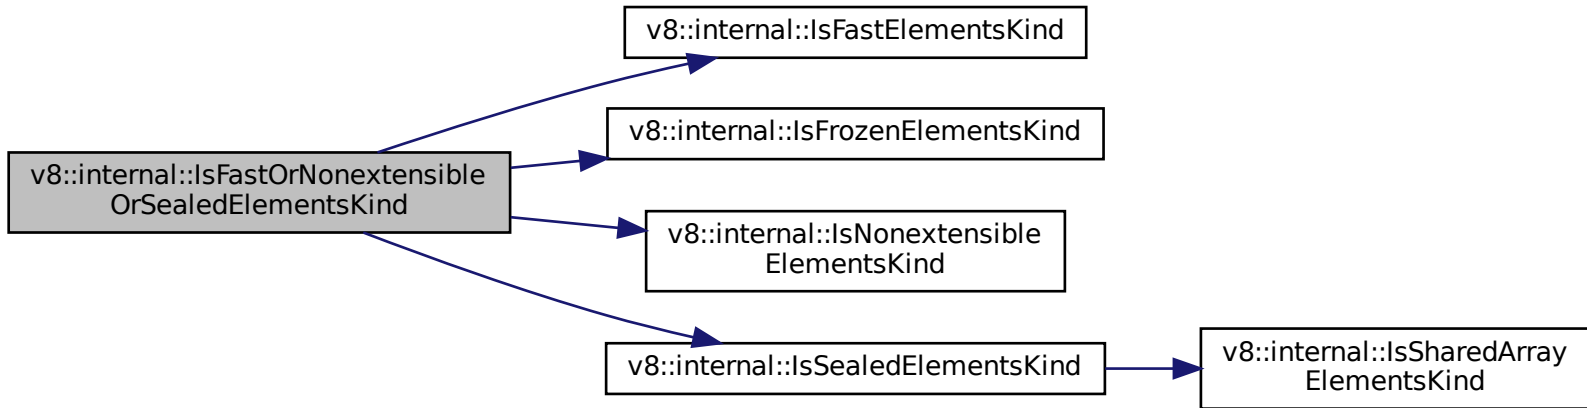 v8::internal::IsFastElementsKind
v8::internal::IsFrozenElementsKind
v8::internal::IsFastOrNonextensible
OrSealedElementsKind
v8::internal::IsNonextensible
ElementsKind
v8::internal::IsSealedElementsKind
v8::internal::IsSharedArray
ElementsKind